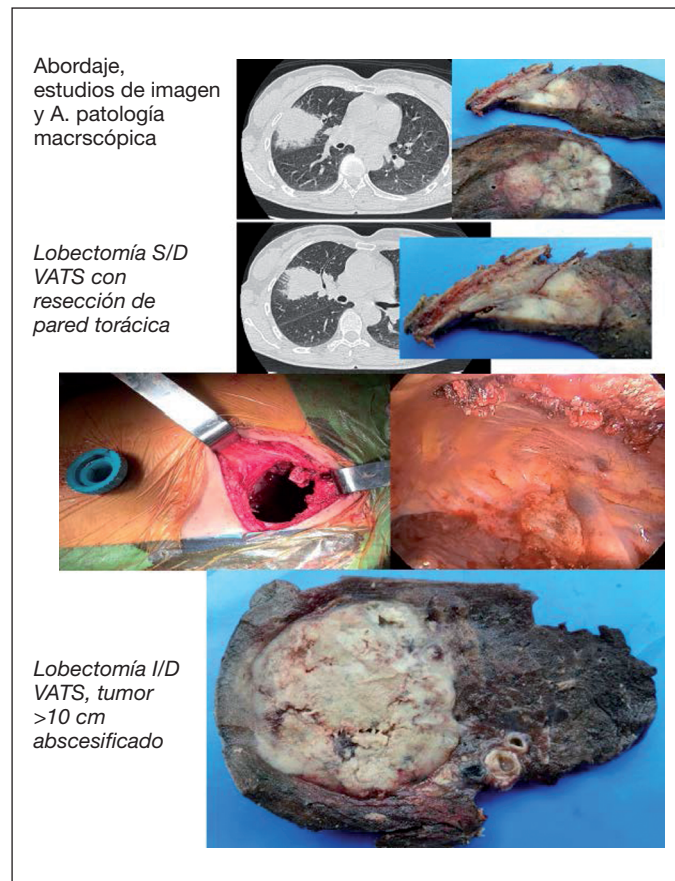 Abordaje,
estudios de imagen
y A. patología
macrscópica
Lobectomía S/D
VATS con
resección de
pared torácica
Lobectomía I/D
VATS, tumor
>10 cm
abscesificado